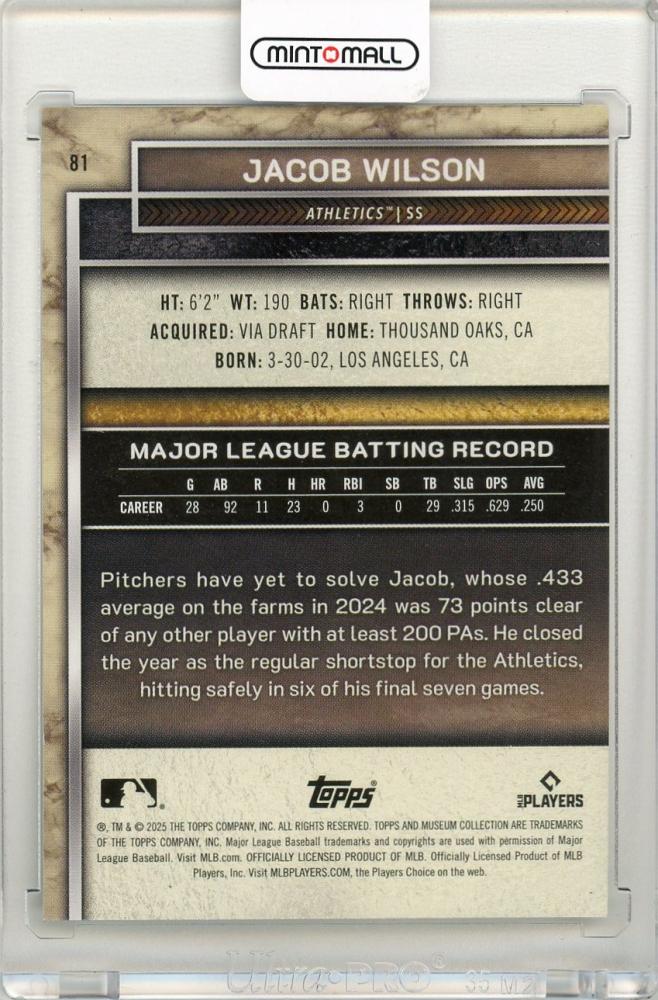 MINT MALL
81
JACOB WILSON
ATHLETICS™ | SS
HT: 6'2" WT: 190 BATS: RIGHT THROWS: RIGHT
ACQUIRED: VIA DRAFT HOME: THOUSAND OAKS, CA
BORN: 3-30-02, LOS ANGELES, CA
MAJOR LEAGUE BATTING RECORD
G AB R H HR RBI SB TB SLG OPS AVG
CAREER 28 92 11 23 0 3 0 29 .315 .629 .250
Pitchers have yet to solve Jacob, whose .433
average on the farms in 2024 was 73 points clear
of any other player with at least 200 PAs. He closed
the year as the regular shortstop for the Athletics,
hitting safely in six of his final seven games.
Topps®
MLB PLAYERS
®, TM & © 2025 THE TOPPS COMPANY, INC. ALL RIGHTS RESERVED. TOPPS AND MUSEUM COLLECTION ARE TRADEMARKS
OF THE TOPPS COMPANY, INC. Major League Baseball trademarks and copyrights are used with permission of Major
League Baseball. Visit MLB.com. OFFICIALLY LICENSED PRODUCT OF MLB. Officially Licensed Product of MLB
Players, Inc. Visit MLBPLAYERS.COM, the Players Choice on the web.
Ultra·PRO® 35